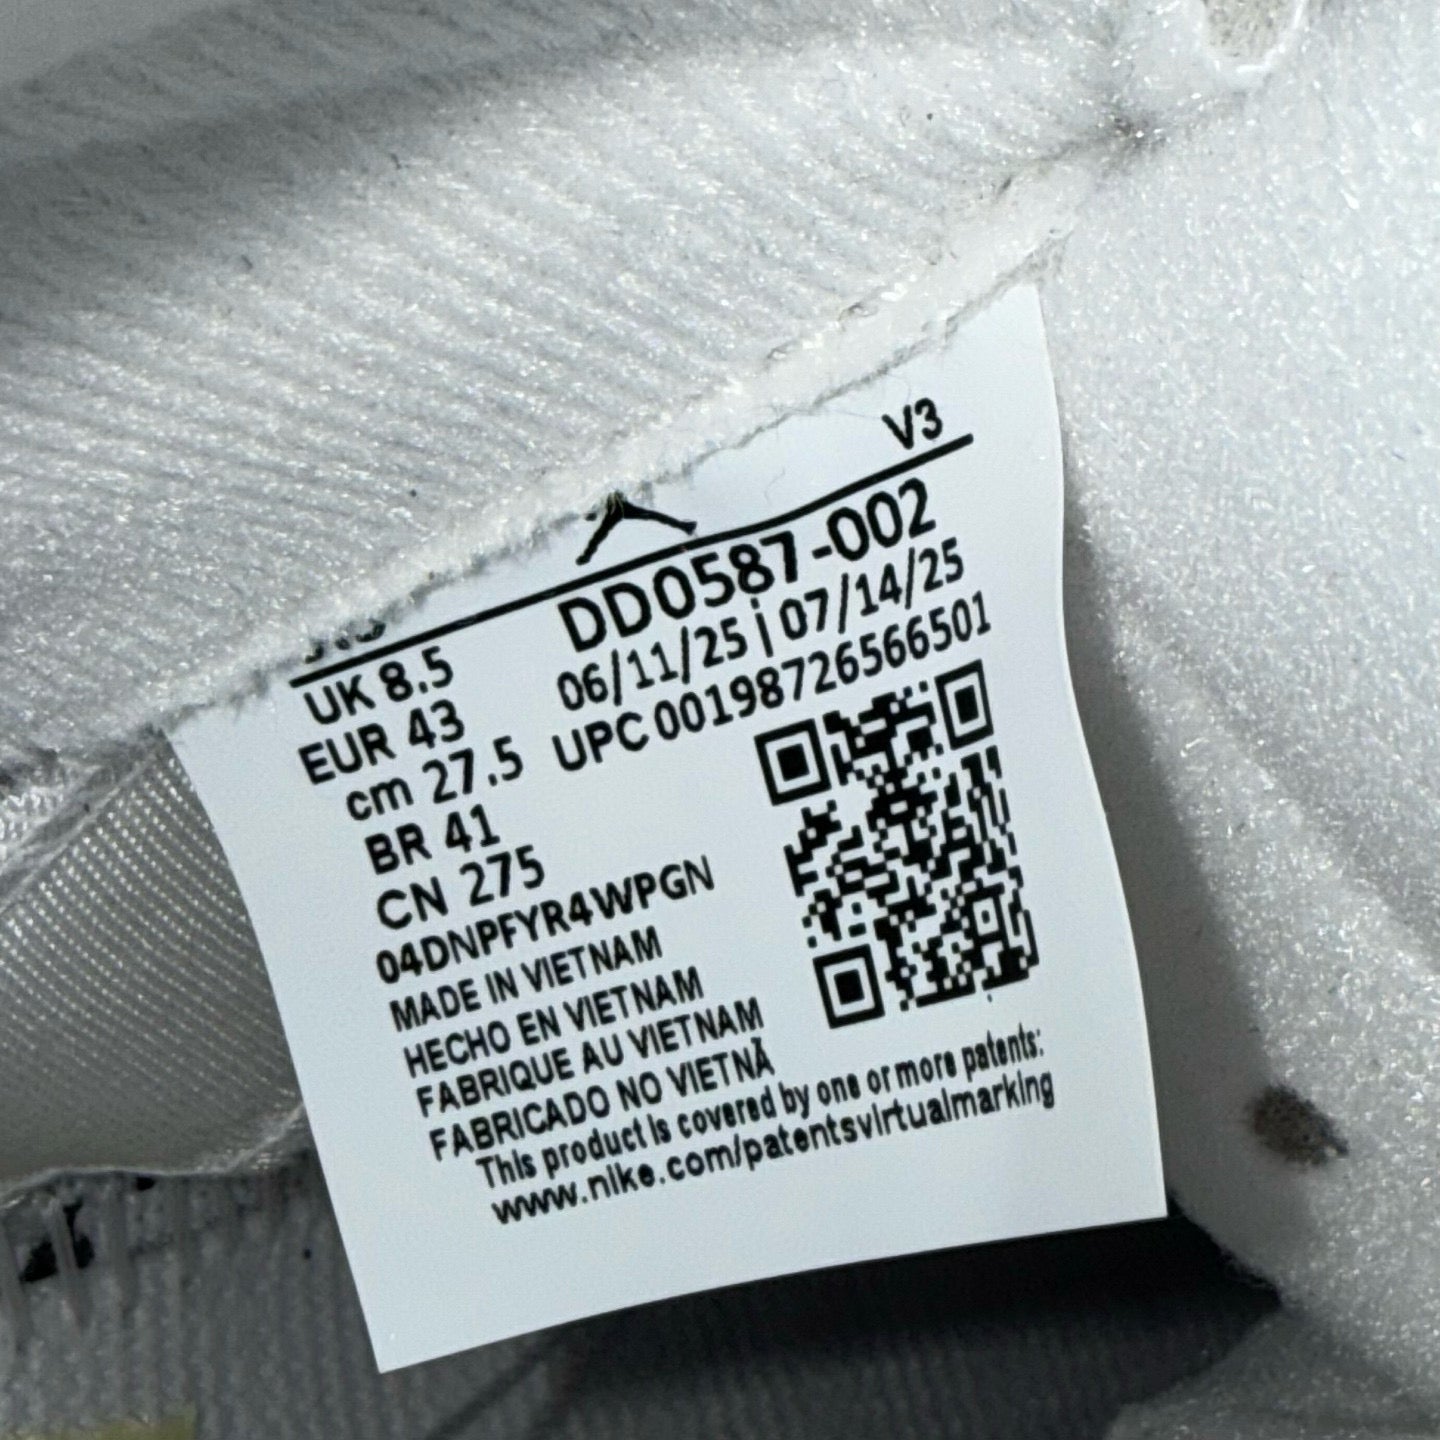 V3
DD0587-002
06/11/25 | 07/14/25
UPC 00198726566501
UK 8.5
EUR 43
cm 27.5
BR 41
CN 275
04DNPFYR4WPGN
MADE IN VIETNAM
HECHO EN VIETNAM
FABRIQUE AU VIETNAM
FABRICADO NO VIETNÃ
This product is covered by one or more patents:
www.nike.com/patentsvirtualmarking